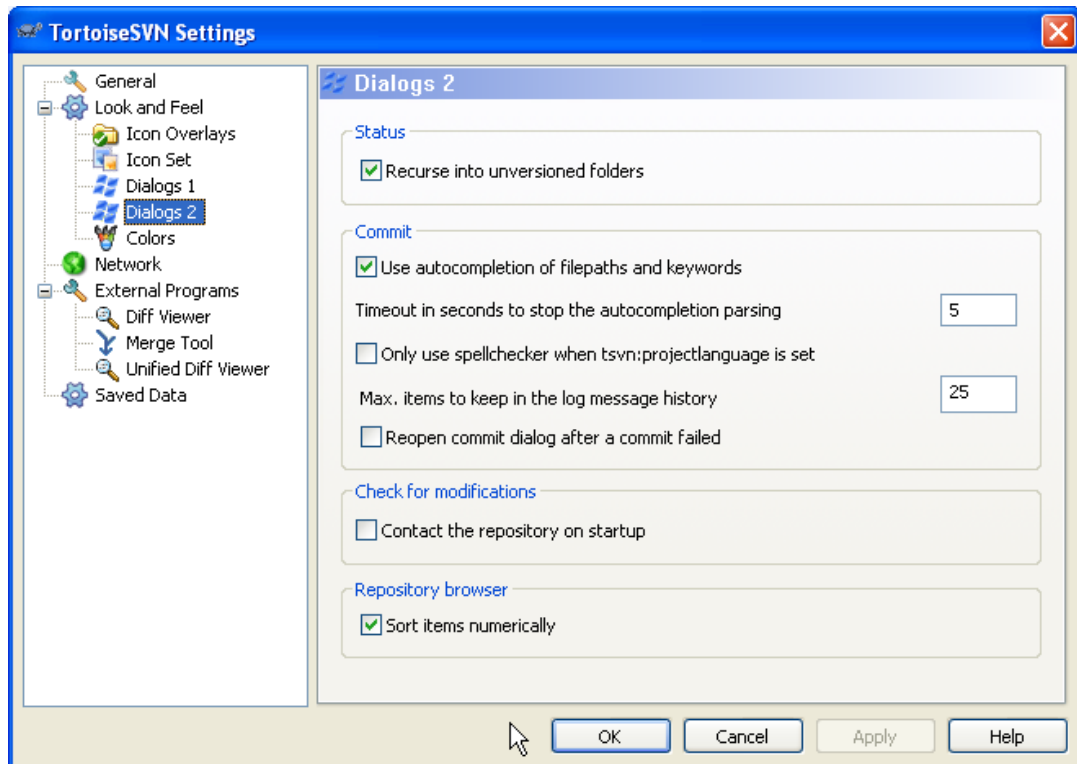 TortoiseSVN Settings
General
Look and Feel
Icon Overlays
Icon Set
Dialogs 1
Dialogs 2
Colors
Network
External Programs
Diff Viewer
Merge Tool
Unified Diff Viewer
Saved Data
Dialogs 2
Status
Recurse into unversioned folders
Commit
Use autocompletion of filepaths and keywords
Timeout in seconds to stop the autocompletion parsing 5
Only use spellchecker when tsvn:projectlanguage is set
Max. items to keep in the log message history 25
Reopen commit dialog after a commit failed
Check for modifications
Contact the repository on startup
Repository browser
Sort items numerically
OK Cancel Apply Help